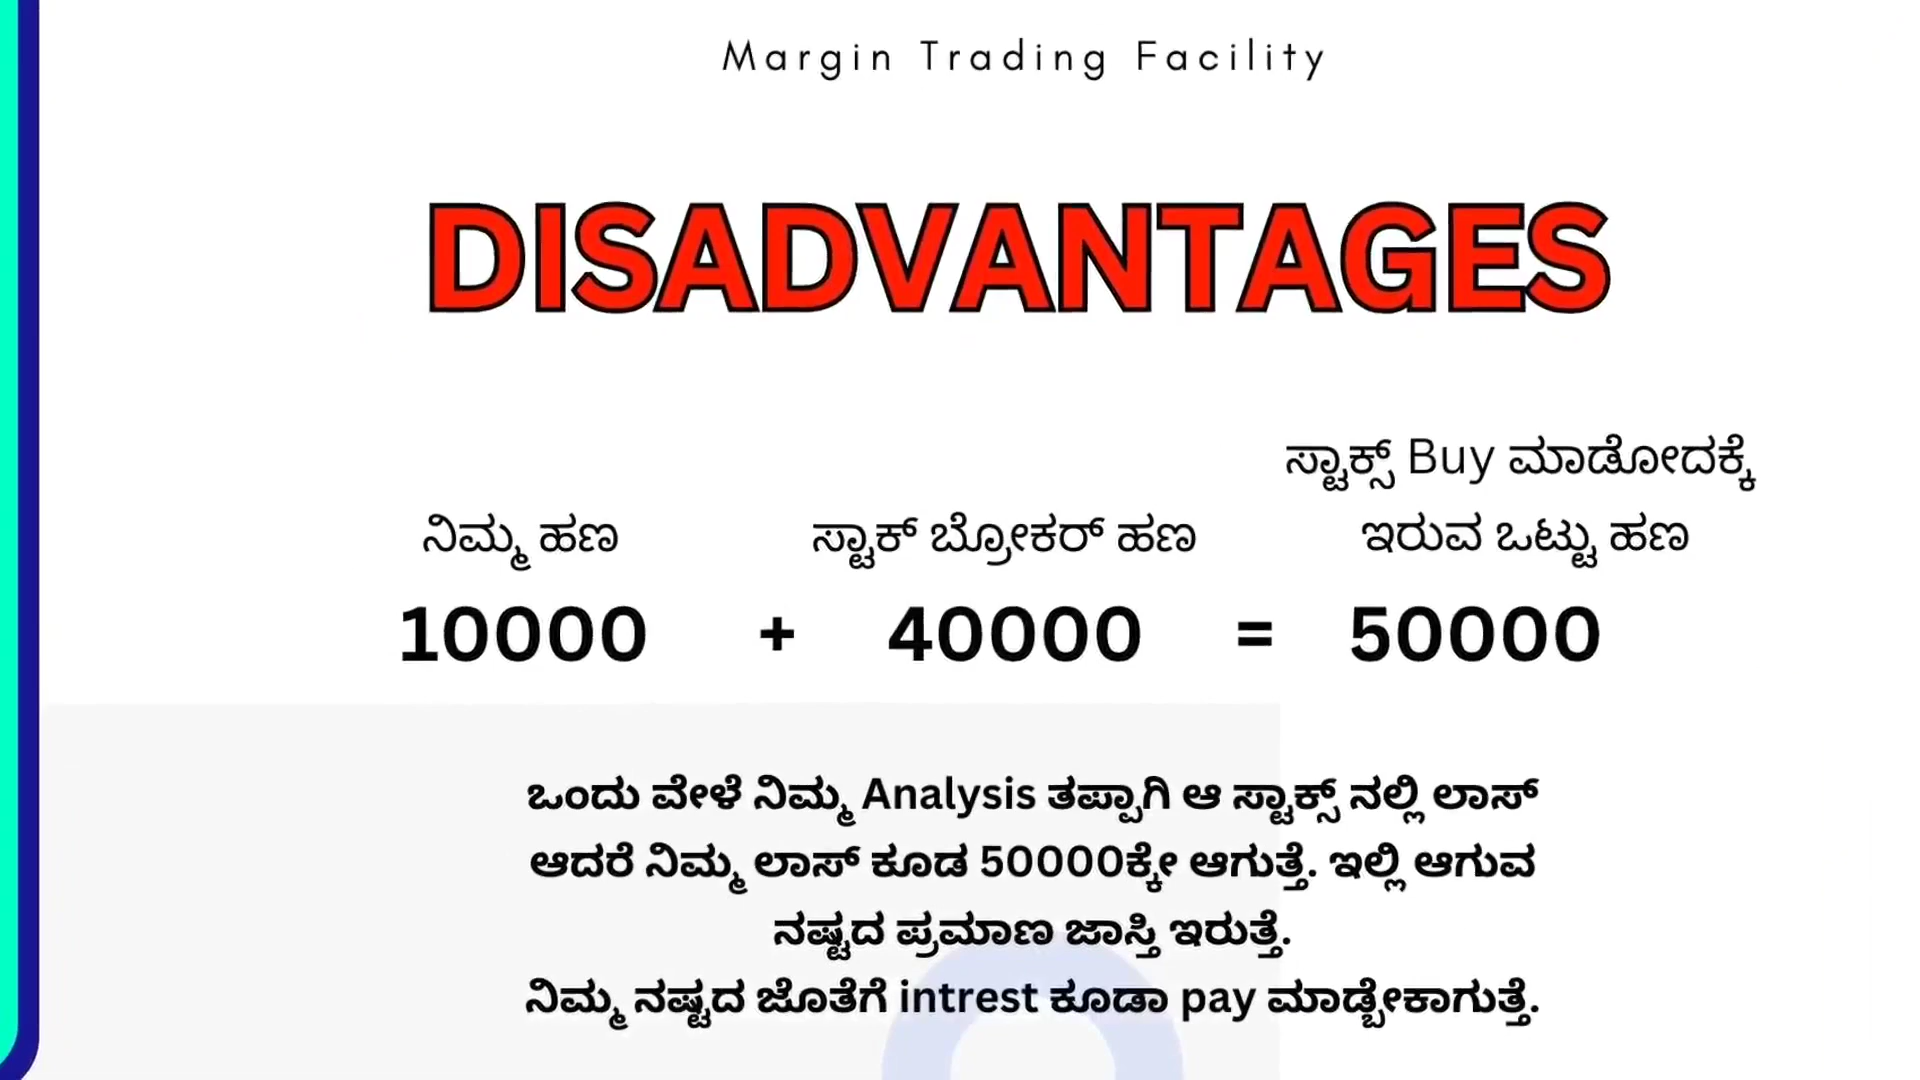 Margin Trading Facility
DISADVANTAGES
ಸ್ಟಾಕ್ಸ್ Buy ಮಾಡೋದಕ್ಕೆ
ನಿಮ್ಮ ಹಣ ಸ್ಟಾಕ್ ಬ್ರೋಕರ್ ಹಣ ಇರುವ ಒಟ್ಟು ಹಣ
10000 + 40000 = 50000
ಒಂದು ವೇಳೆ ನಿಮ್ಮ Analysis ತಪ್ಪಾಗಿ ಆ ಸ್ಟಾಕ್ಸ್ ನಲ್ಲಿ ಲಾಸ್
ಆದರೆ ನಿಮ್ಮ ಲಾಸ್ ಕೂಡ 50000ಕ್ಕೇ ಆಗುತ್ತೆ. ಇಲ್ಲಿ ಆಗುವ
ನಷ್ಟದ ಪ್ರಮಾಣ ಜಾಸ್ತಿ ಇರುತ್ತೆ.
ನಿಮ್ಮ ನಷ್ಟದ ಜೊತೆಗೆ intrest ಕೂಡಾ pay ಮಾಡ್ಬೇಕಾಗುತ್ತೆ.